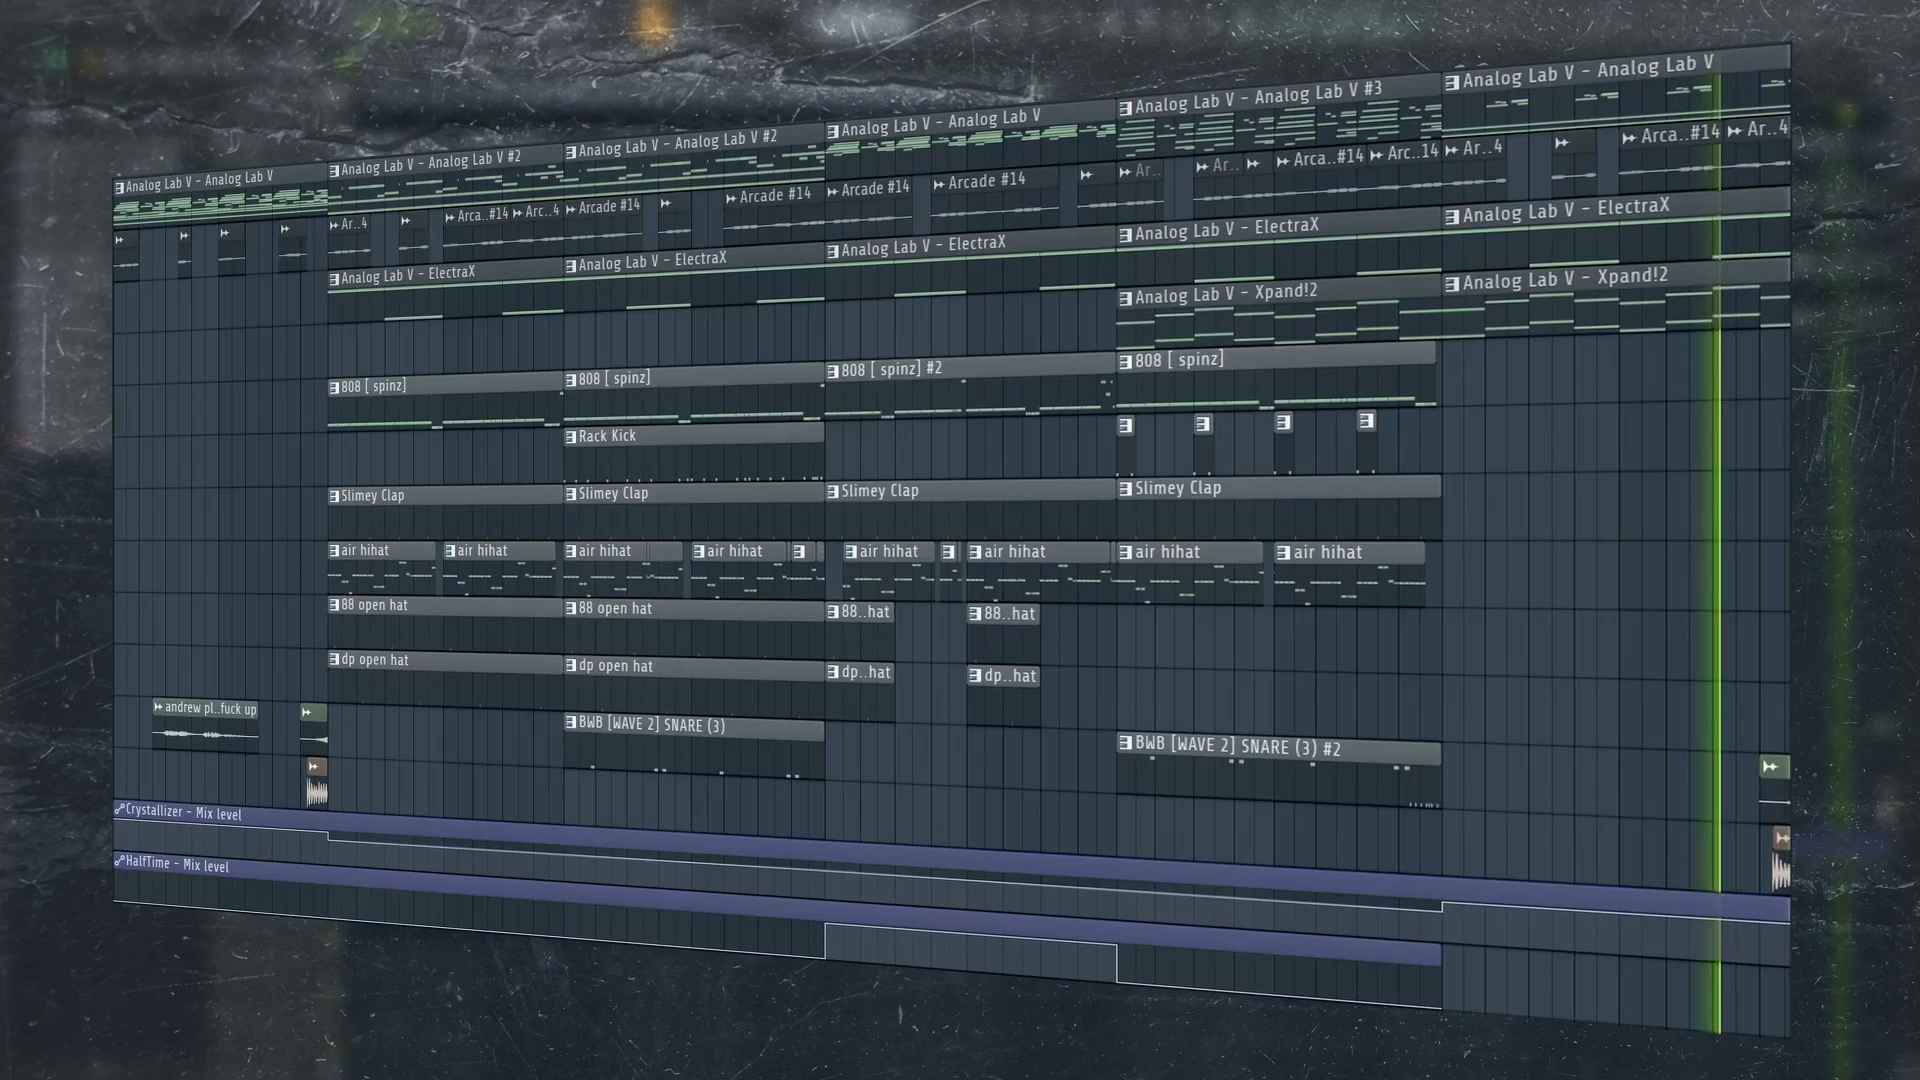 Analog Lab V - Analog Lab V
Analog Lab V - Analog Lab V #2
Analog Lab V - Analog Lab V #2
Analog Lab V - Analog Lab V
Analog Lab V - Analog Lab V #3
Analog Lab V - Analog Lab V
Ar..4
Arca..#14
Arc..4
Arcade #14
Arcade #14
Arcade #14
Arcade #14
Ar..
Ar..
Arca..#14
Arc..14
Ar..4
Arca..#14
Ar..4
Analog Lab V - ElectraX
Analog Lab V - ElectraX
Analog Lab V - ElectraX
Analog Lab V - ElectraX
Analog Lab V - ElectraX
Analog Lab V - Xpand!2
Analog Lab V - Xpand!2
808 [ spinz]
808 [ spinz]
808 [ spinz] #2
808 [ spinz]
Rack Kick
Slimey Clap
Slimey Clap
Slimey Clap
Slimey Clap
air hihat
air hihat
air hihat
air hihat
air hihat
air hihat
air hihat
air hihat
88 open hat
88 open hat
88..hat
88..hat
dp open hat
dp open hat
dp..hat
dp..hat
andrew pl..fuck up
BWB [WAVE 2] SNARE (3)
BWB [WAVE 2] SNARE (3) #2
Crystallizer - Mix level
HalfTime - Mix level